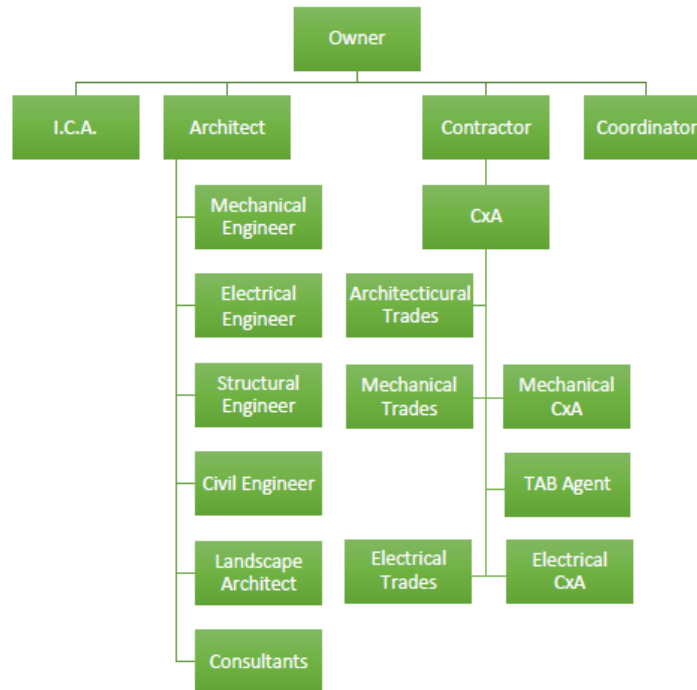 Owner
I.C.A.
Architect
Contractor
Coordinator
Mechanical
Engineer
CxA
Electrical
Engineer
Architecticural
Trades
Structural
Engineer
Mechanical
Trades
Mechanical
CxA
Civil Engineer
TAB Agent
Landscape
Architect
Electrical
Trades
Electrical
CxA
Consultants